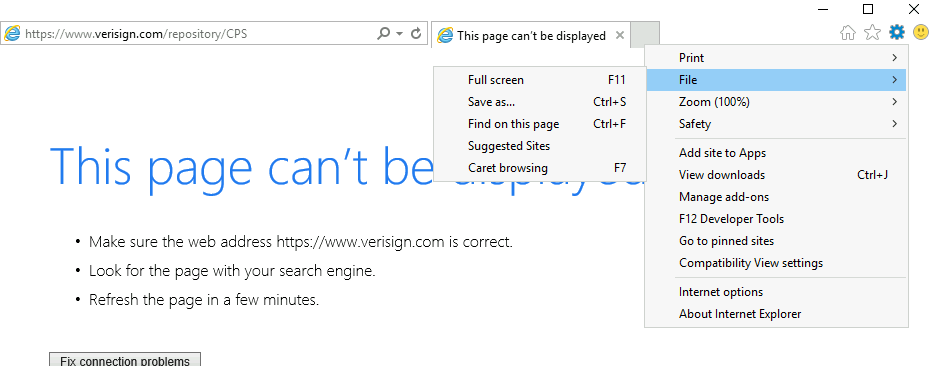 https://www.verisign.com/repository/CPS
This page can't be displayed
Print
File
Zoom (100%)
Safety
Add site to Apps
View downloads Ctrl+J
Manage add-ons
F12 Developer Tools
Go to pinned sites
Compatibility View settings
Internet options
About Internet Explorer
Full screen F11
Save as... Ctrl+S
Find on this page Ctrl+F
Suggested Sites
Caret browsing F7
This page can't be displayed
• Make sure the web address https://www.verisign.com is correct.
• Look for the page with your search engine.
• Refresh the page in a few minutes.
Fix connection problems